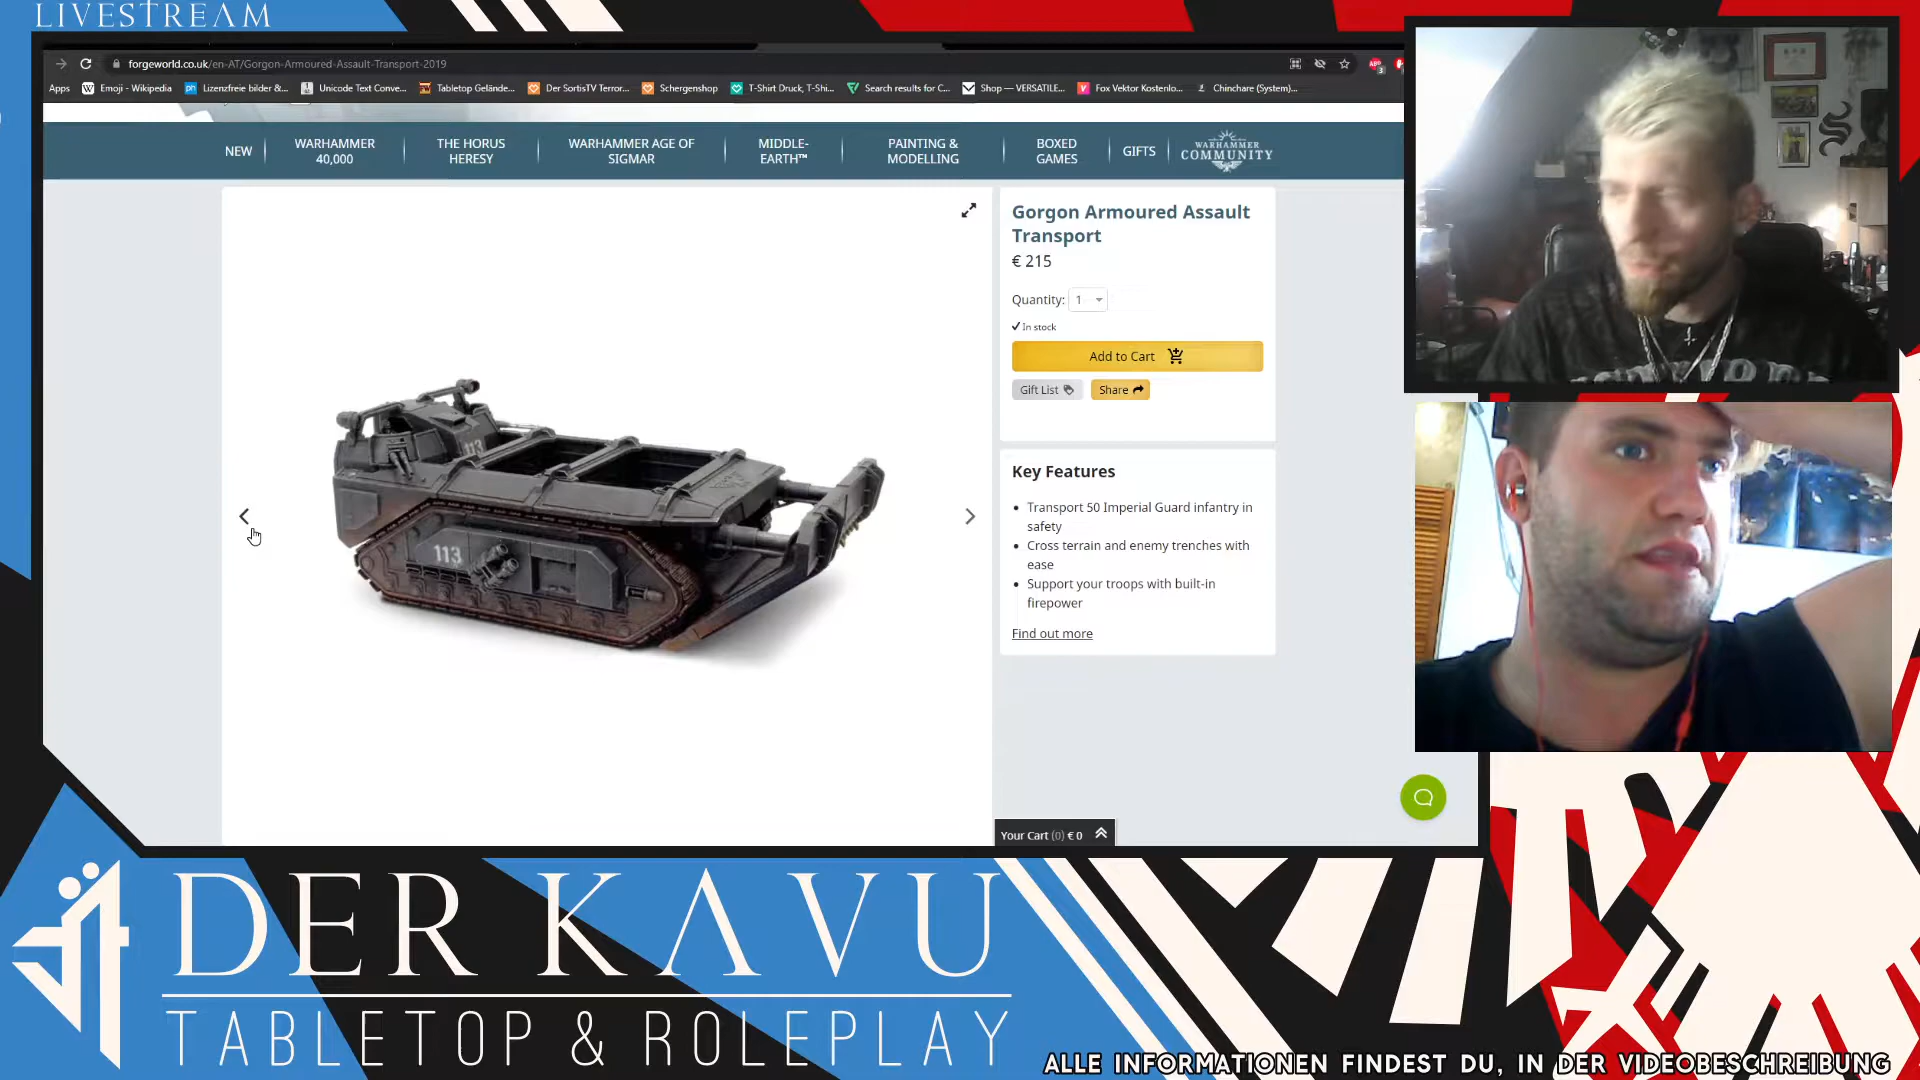 LIVESTREAM
forgeworld.co.uk/en-AT/Gorgon-Armoured-Assault-Transport-2019
Apps Emoji - Wikipedia Lizenzfreie bilder &... Unicode Text Conve... Tabletop Gelände... Der SortisTV Terror... Schergenshop T-Shirt Druck, T-Shi... Search results for C... Shop — VERSATILE... Fox Vektor Kostenlo... Chinchare (System)...
NEW
WARHAMMER
40,000
THE HORUS
HERESY
WARHAMMER AGE OF
SIGMAR
MIDDLE-
EARTH™
PAINTING &
MODELLING
BOXED
GAMES
GIFTS
WARHAMMER
COMMUNITY
113
113
Gorgon Armoured Assault
Transport
€ 215
Quantity: 1
In stock
Add to Cart
Gift List
Share
Key Features
• Transport 50 Imperial Guard infantry in
safety
• Cross terrain and enemy trenches with
ease
• Support your troops with built-in
firepower
Find out more
Your Cart (0) € 0
DER KAVU
TABLETOP & ROLEPLAY
ALLE INFORMATIONEN FINDEST DU, IN DER VIDEOBESCHREIBUNG